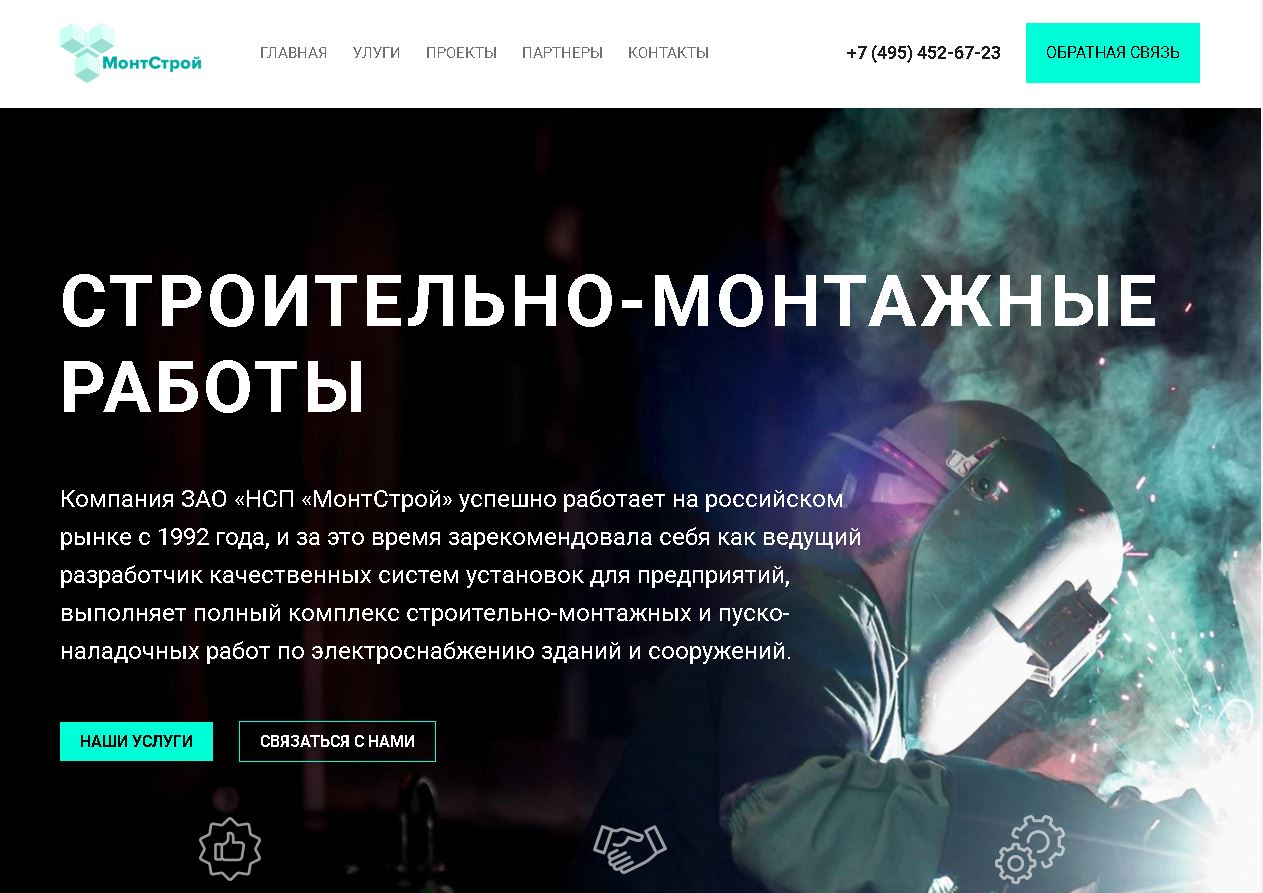 МонтСтрой
ГЛАВНАЯ
УЛУГИ
ПРОЕКТЫ
ПАРТНЕРЫ
КОНТАКТЫ
+7 (495) 452-67-23
ОБРАТНАЯ СВЯЗЬ
СТРОИТЕЛЬНО-МОНТАЖНЫЕ
РАБОТЫ
Компания ЗАО «НСП «МонтСтрой» успешно работает на российском
рынке с 1992 года, и за это время зарекомендовала себя как ведущий
разработчик качественных систем установок для предприятий,
выполняет полный комплекс строительно-монтажных и пуско-
наладочных работ по электроснабжению зданий и сооружений.
НАШИ УСЛУГИ
СВЯЗАТЬСЯ С НАМИ